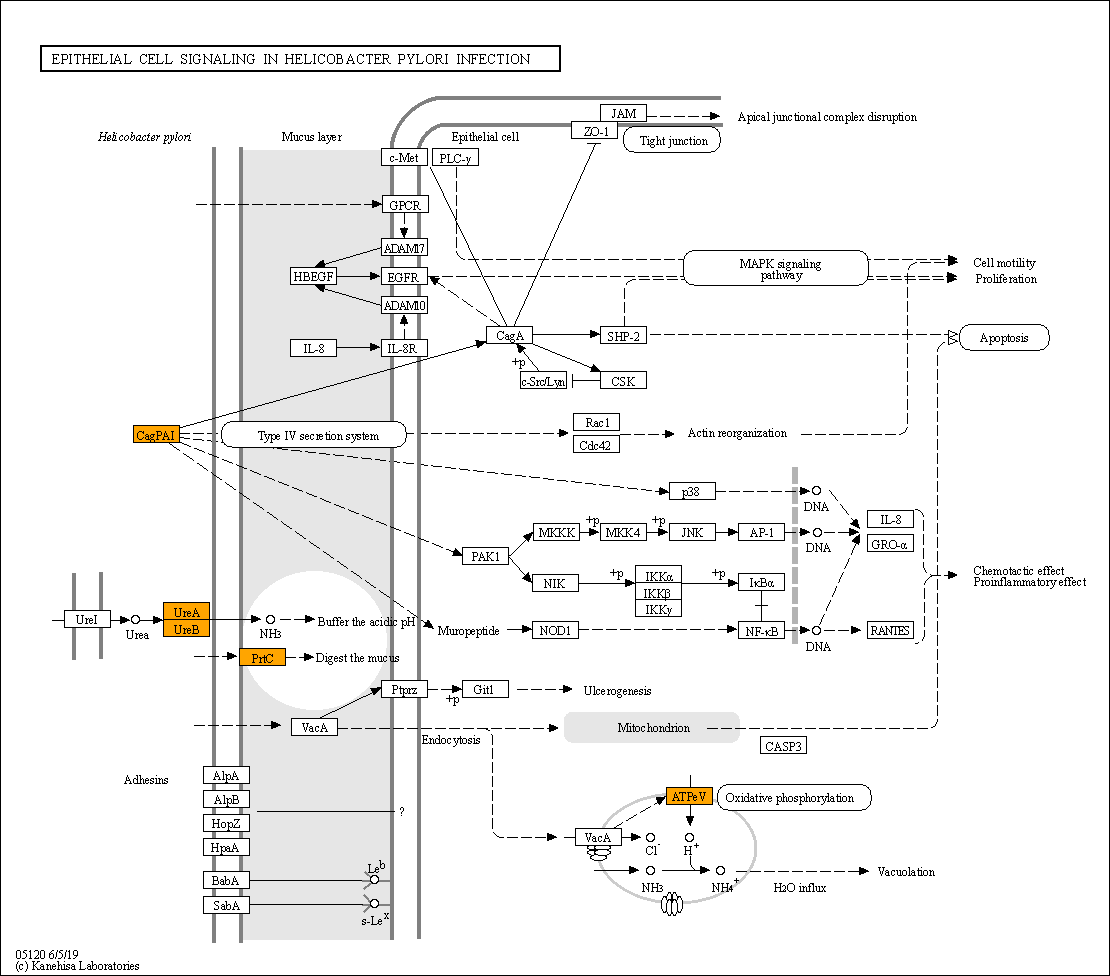 EPITHELIAL CELL SIGNALING IN HELICOBACTER PYLORI INFECTION
JAM
Apical junctional complex disruption
ZO-1
Tight junction
Helicobacter pylori
Mucus layer
Epithelial cell
c-Met
PLC-γ
GPCR
ADAM17
HBEGF
EGFR
MAPK signaling
pathway
Cell motility
Proliferation
ADAM10
CagA
SHP-2
Apoptosis
IL-8
IL-8R
+p
c-Src/Lyn
CSK
CagPAI
Type IV secretion system
Rac1
Cdc42
Actin reorganization
p38
DNA
IL-8
GRO-α
+p
+p
MKKK
MKK4
JNK
AP-1
DNA
PAK1
NIK
+p
IKKα
IKKβ
IKKγ
+p
IκBα
Chemotactic effect
Proinflammatory effect
UreI
Urea
UreA
UreB
NH3
Buffer the acidic pH
Muropeptide
NOD1
NF-κB
DNA
RANTES
PrtC
Digest the mucus
Ptprz
+p
Git1
Ulcerogenesis
VacA
Endocytosis
Mitochondrion
CASP3
Adhesins
AlpA
AlpB
HopZ
HpaA
BabA
SabA
?
Le b
s-Le x
ATPeV
Oxidative phosphorylation
VacA
Cl-
H+
NH3
NH4+
H2O influx
Vacuolation
05120 6/5/19
(c) Kanehisa Laboratories